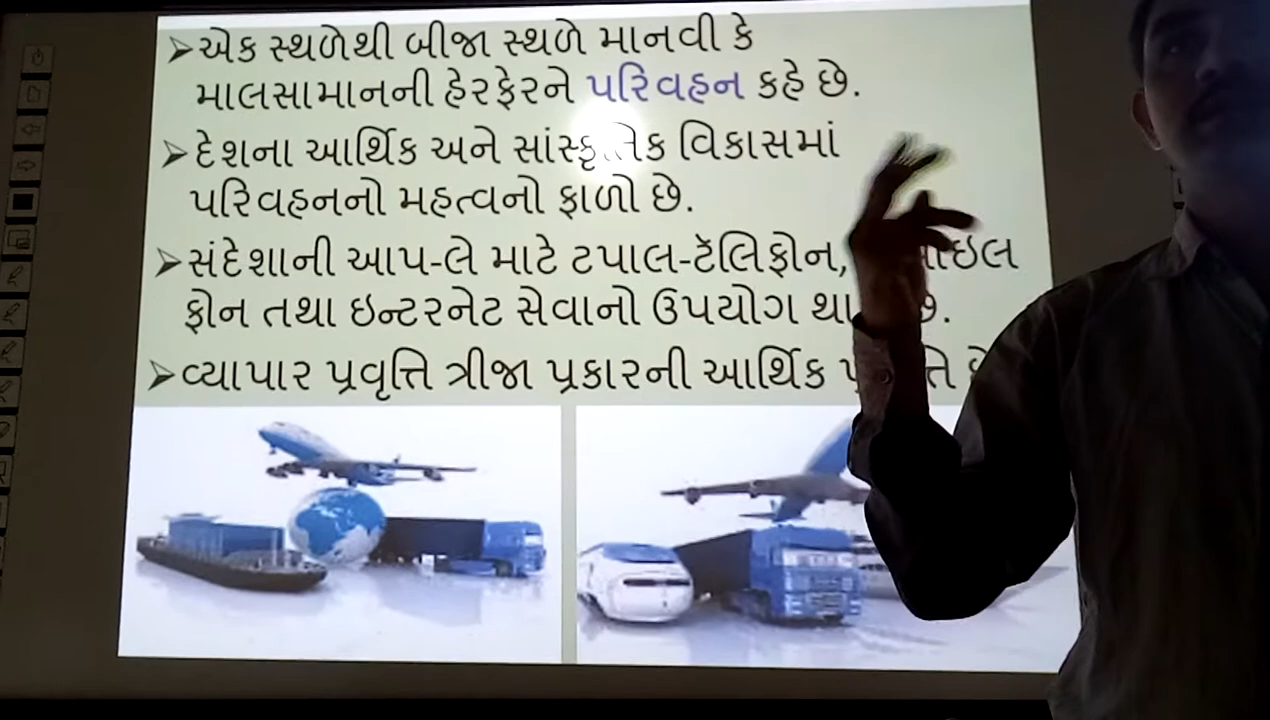 ➢એક સ્થળેથી બીજા સ્થળે માનવી કે
માલસામાનની હેરફેરને પરિવહન કહે છે.
➢દેશના આર્થિક અને સાંસ્કૃતિક વિકાસમાં
પરિવહનનો મહત્વનો ફાળો છે.
➢સંદેશાની આપ-લે માટે ટપાલ-ટૅલિફોન,
ફોન તથા ઇન્ટરનેટ સેવાનો ઉપયોગ છે.
➢વ્યાપાર પ્રવૃત્તિ ત્રીજા પ્રકારની આર્થિક